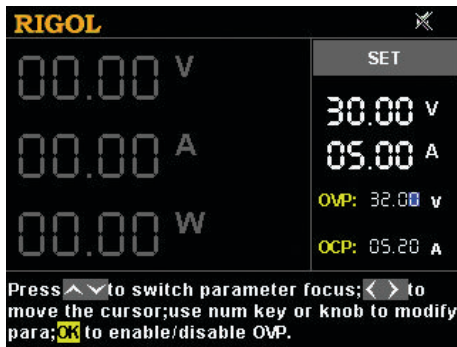 RIGOL
SET
00.00 V
30.00 V
00.00 A
05.00 A
OVP: 32.00 V
00.00 W
OCP: 05.20 A
Press to switch parameter focus; to
move the cursor;use num key or knob to modify
para;OK to enable/disable OVP.